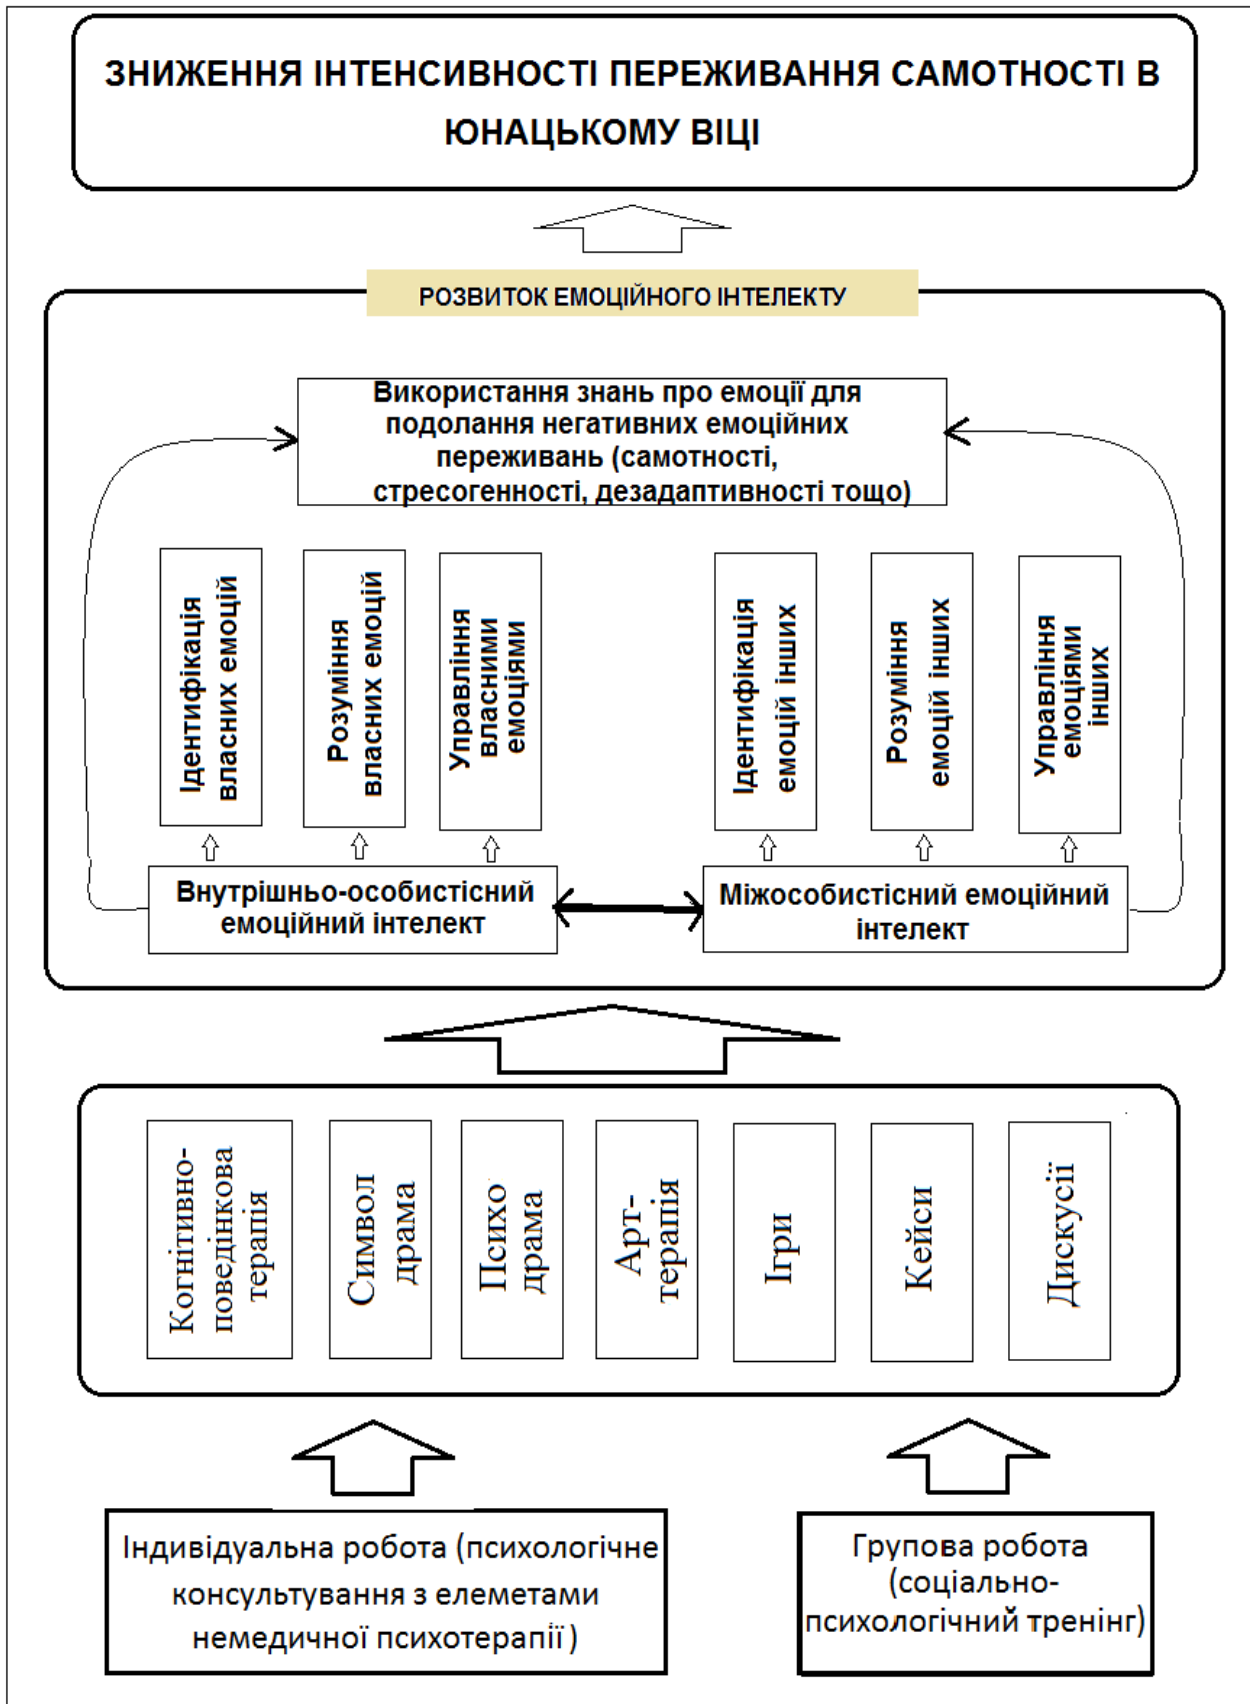 ЗНИЖЕННЯ ІНТЕНСИВНОСТІ ПЕРЕЖИВАННЯ САМОТНОСТІ В
ЮНАЦЬКОМУ ВІЦІ
РОЗВИТОК ЕМОЦІЙНОГО ІНТЕЛЕКТУ
Використання знань про емоції для
подолання негативних емоційних
переживань (самотності,
стресогенності, дезадаптивності тощо)
Ідентифікація
власних емоцій
Розуміння
власних емоцій
Управління
власними
емоціями
Ідентифікація
емоцій інших
Розуміння
емоцій інших
Управління
емоціями
інших
Внутрішньо-особистісний
емоційний інтелект
Міжособистісний емоційний
інтелект
Когнітивно-
поведінкова
терапія
Символ
драма
Психо
драма
Арт-
терапія
Ігри
Кейси
Дискусії
Індивідуальна робота (психологічне
консультування з елеметами
немедичної психотерапії )
Групова робота
(соціально-
психологічний тренінг)